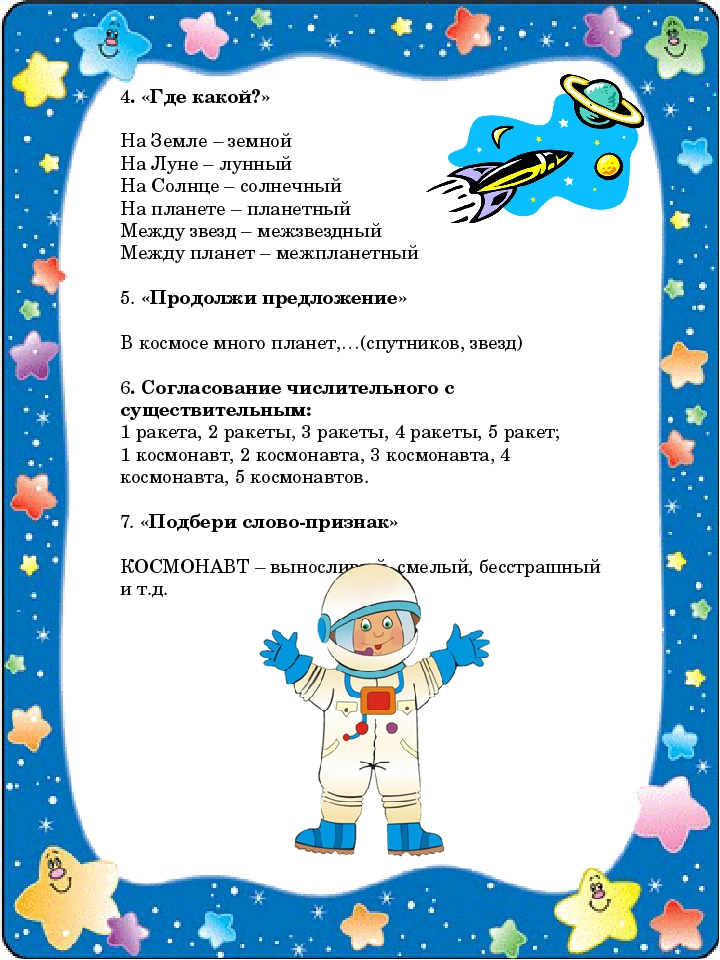 4. «Где какой?»
На Земле – земной
На Луне – лунный
На Солнце – солнечный
На планете – планетный
Между звезд – межзвездный
Между планет – межпланетный
5. «Продолжи предложение»
В космосе много планет,…(спутников, звезд)
6. Согласование числительного с
существительным:
1 ракета, 2 ракеты, 3 ракеты, 4 ракеты, 5 ракет;
1 космонавт, 2 космонавта, 3 космонавта, 4
космонавта, 5 космонавтов.
7. «Подбери слово-признак»
КОСМОНАВТ – выносливый, смелый, бесстрашный
и т.д.